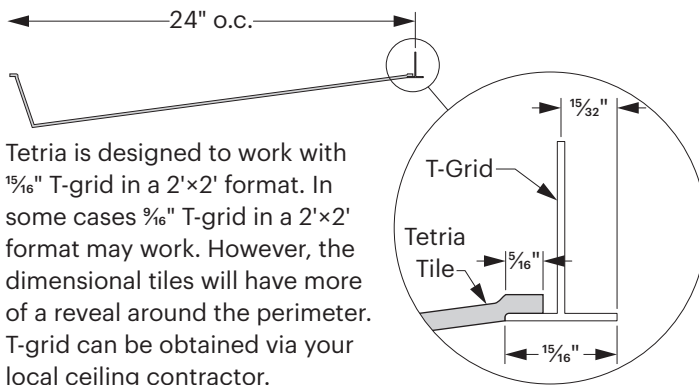 24" o.c.
15/32"
T-Grid
Tetria
Tile
5/16"
15/16"
Tetria is designed to work with
15/16" T-grid in a 2'×2' format. In
some cases 9/16" T-grid in a 2'×2'
format may work. However, the
dimensional tiles will have more
of a reveal around the perimeter.
T-grid can be obtained via your
local ceiling contractor.